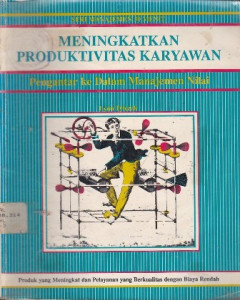 MENINGKATKAN
PRODUKTIVITAS KARYAWAN
Pengantar ke Dalam Manajemen Nilai
Produk yang Meningkat dan Pelayanan yang Berkualitas dengan Biaya Rendah